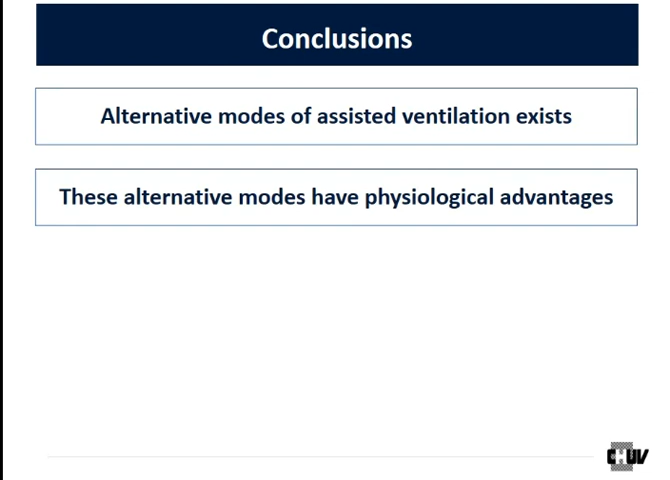 Conclusions
Alternative modes of assisted ventilation exists
These alternative modes have physiological advantages
CHUV